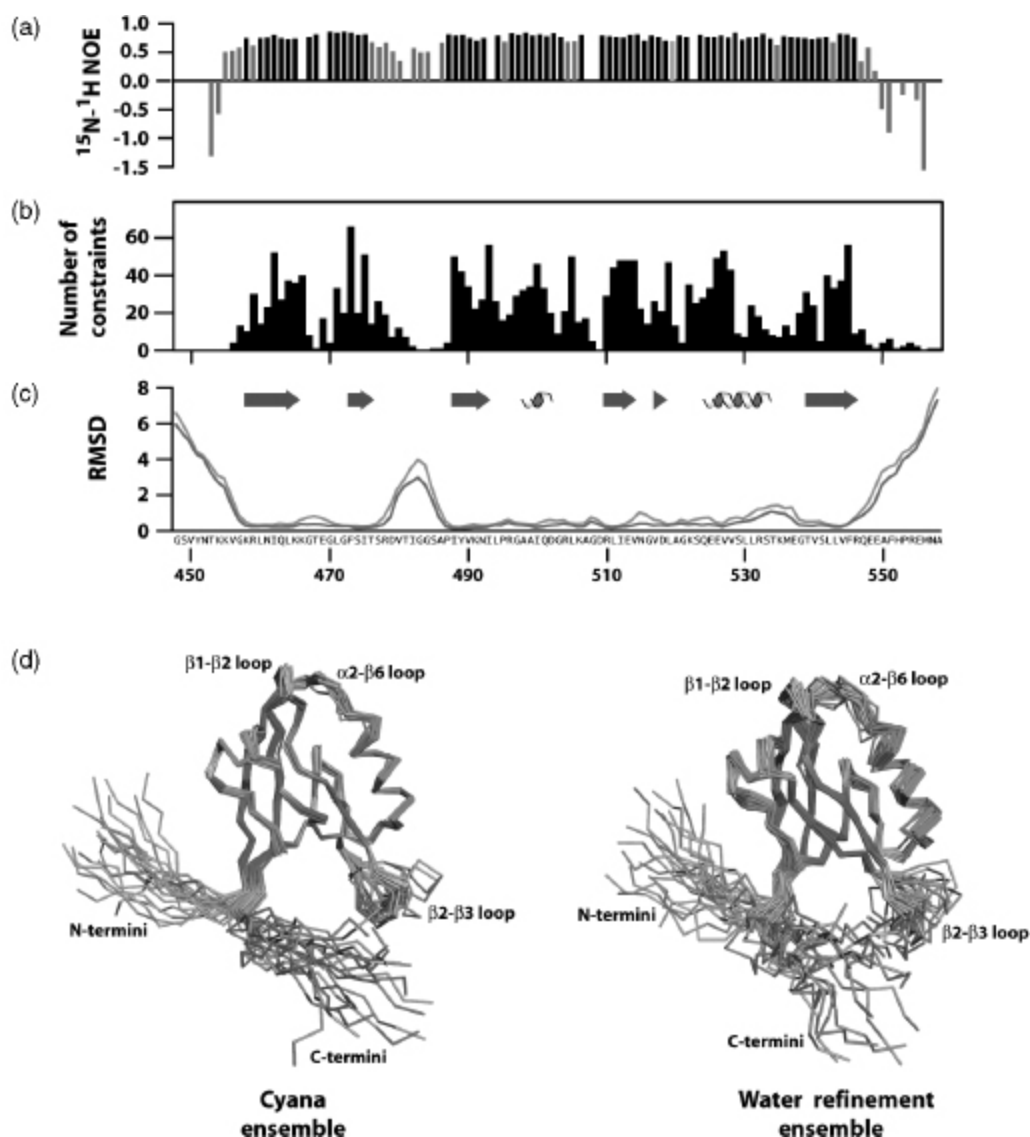 (a)
1.0
0.5
0.0
-0.5
-1.0
-1.5
15N-1H NOE
(b)
60
40
20
0
Number of
constraints
(c)
8
6
4
2
0
RMSD
GSVYNTKKVGKRLNIQLKKGTEGLGFSITSRDVTIGGSAPIYVKNILPRGAAIQDGRLKAGDRLIEVNGVDLAGKSQEEVVSLLRSTKMEGTVSLLVFRQEEAFHPREMNA
450 470 490 510 530 550
(d)
β1-β2 loop
α2-β6 loop
N-termini
β2-β3 loop
C-termini
Cyana
ensemble
β1-β2 loop
α2-β6 loop
N-termini
β2-β3 loop
C-termini
Water refinement
ensemble